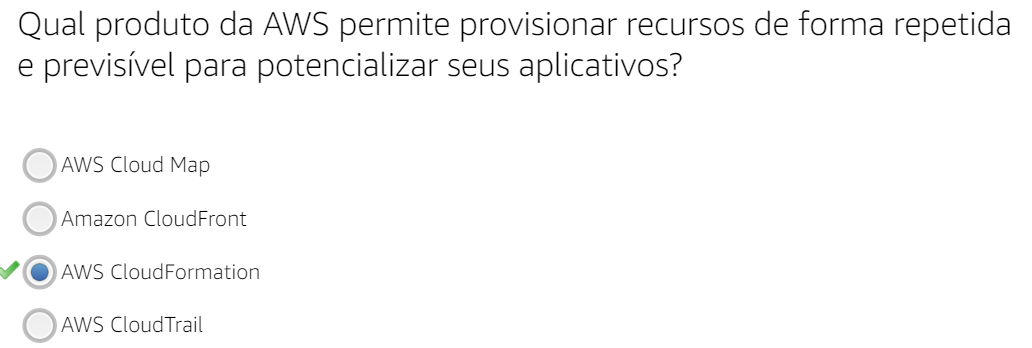 Qual produto da AWS permite provisionar recursos de forma repetida
e previsível para potencializar seus aplicativos?
AWS Cloud Map
Amazon CloudFront
AWS CloudFormation
AWS CloudTrail